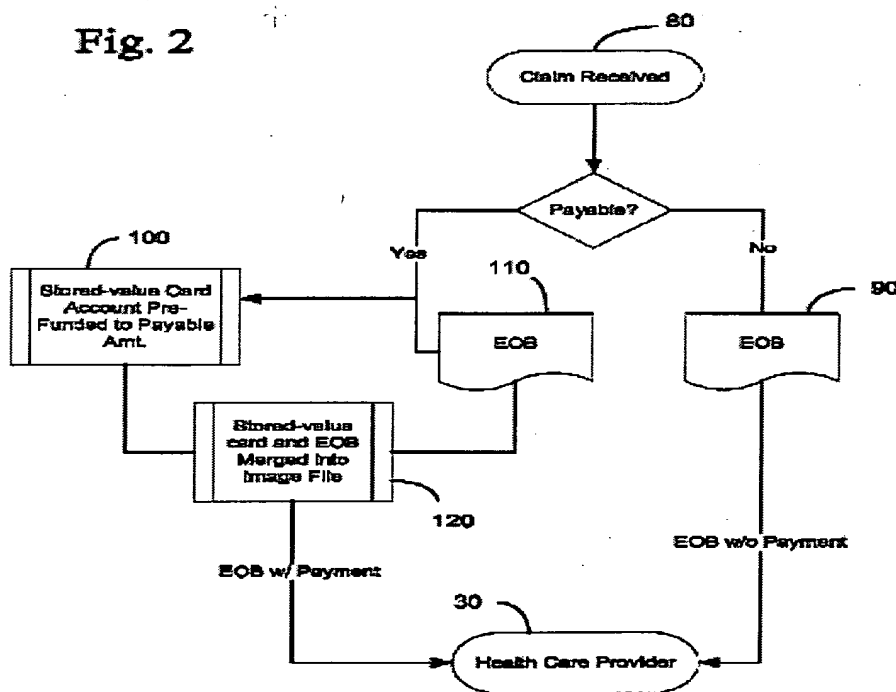 Fig. 2
80
Claim Received
Payable?
Yes
No
100
Stored-value Card
Account Pre-
Funded to Payable
Amt.
110
EOB
90
EOB
Stored-value
card and EOB
Merged Into
Image File
120
EOB w/ Payment
EOB w/o Payment
30
Health Care Provider